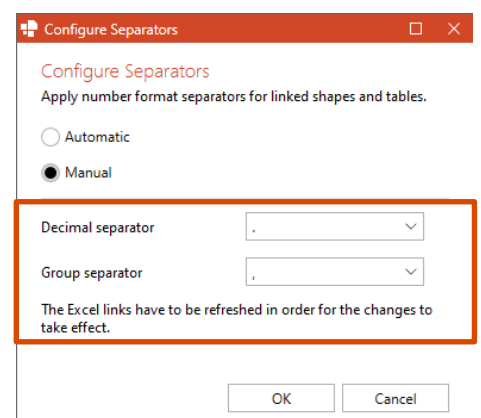 Configure Separators
Configure Separators
Apply number format separators for linked shapes and tables.
Automatic
Manual
Decimal separator .
Group separator ,
The Excel links have to be refreshed in order for the changes to
take effect.
OK Cancel